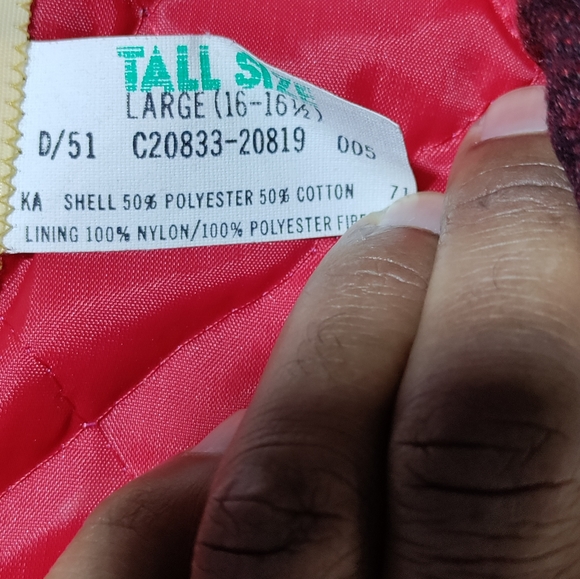 TALL SIZE
LARGE (16-16½)
D/51 C20833-20819 005
KA SHELL 50% POLYESTER 50% COTTON 71
LINING 100% NYLON/100% POLYESTER